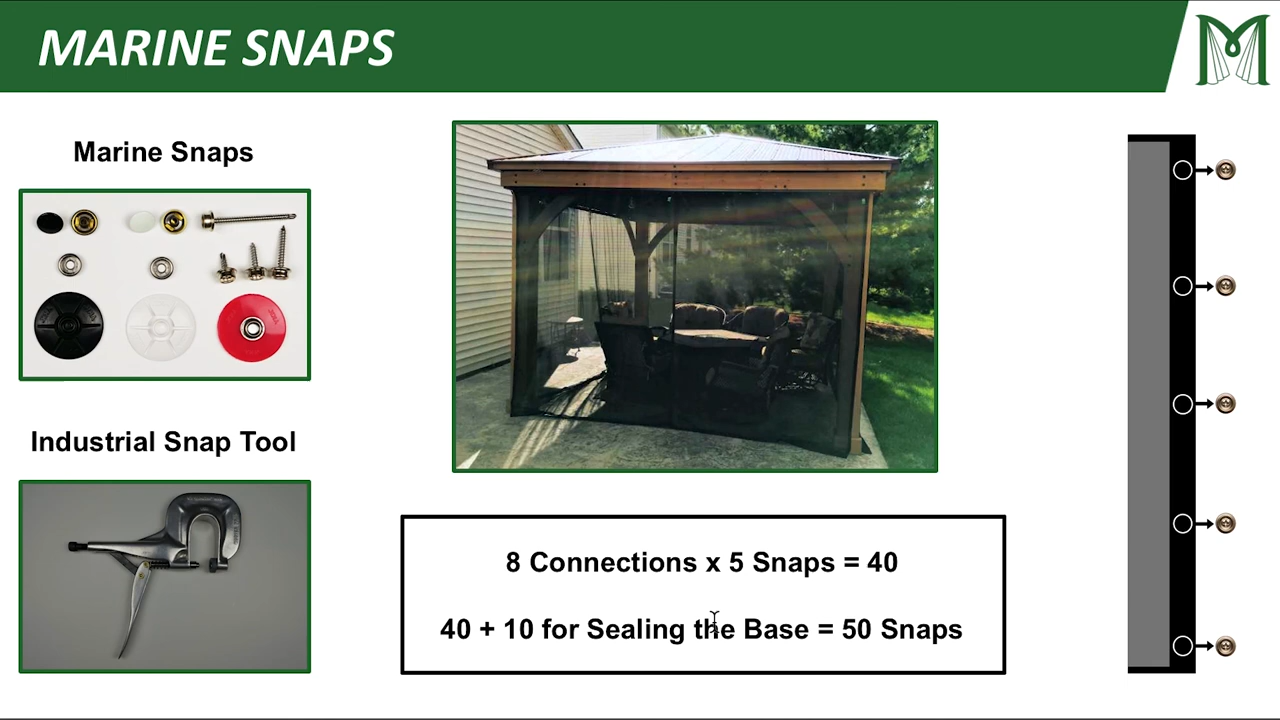 MARINE SNAPS
M
Marine Snaps
Industrial Snap Tool
8 Connections x 5 Snaps = 40
40 + 10 for Sealing the Base = 50 Snaps